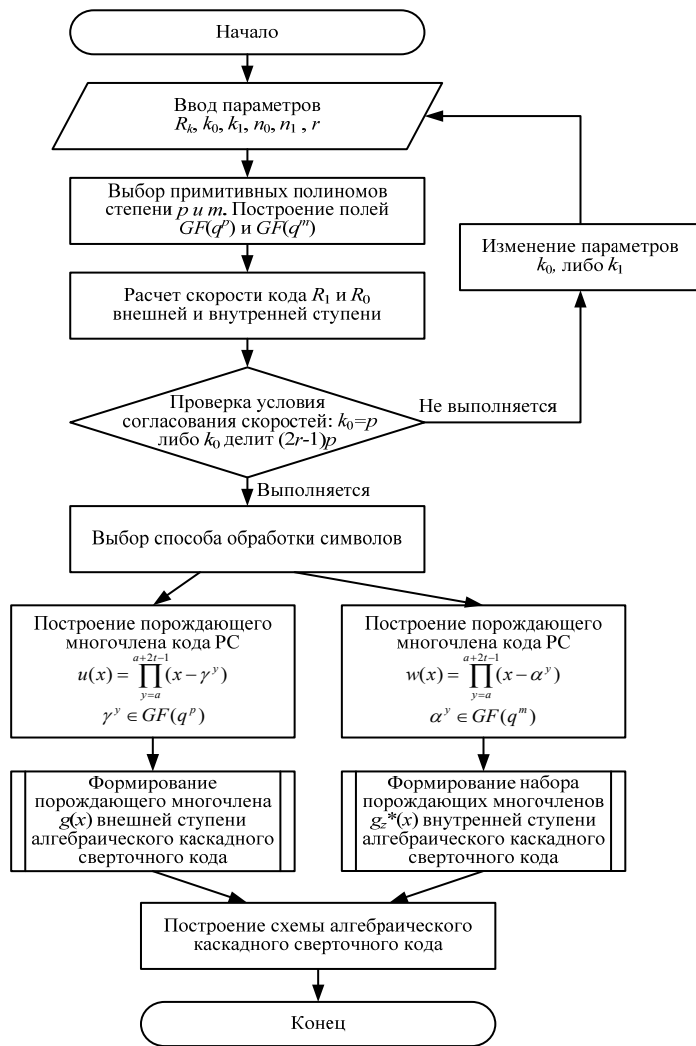 Начало
Ввод параметров
R_k, k_0, k_1, n_0, n_1 , r
Выбор примитивных полиномов
степени p и m. Построение полей
GF(q^p) и GF(q^m)
Изменение параметров
k_0, либо k_1
Расчет скорости кода R_1 и R_0
внешней и внутренней ступени
Проверка условия
согласования скоростей: k_0=p
либо k_0 делит (2r-1)p
Не выполняется
Выполняется
Выбор способа обработки символов
Построение порождающего
многочлена кода РС
u(x) = ∏_{y=a}^{a+2t-1} (x − γ^y)
γ^y ∈ GF(q^p)
Построение порождающего
многочлена кода РС
w(x) = ∏_{y=a}^{a+2t-1} (x − α^y)
α^y ∈ GF(q^m)
Формирование
порождающего многочлена
g(x) внешней ступени
алгебраического каскадного
сверточного кода
Формирование набора
порождающих многочленов
g_z*(x) внутренней ступени
алгебраического каскадного
сверточного кода
Построение схемы алгебраического
каскадного сверточного кода
Конец